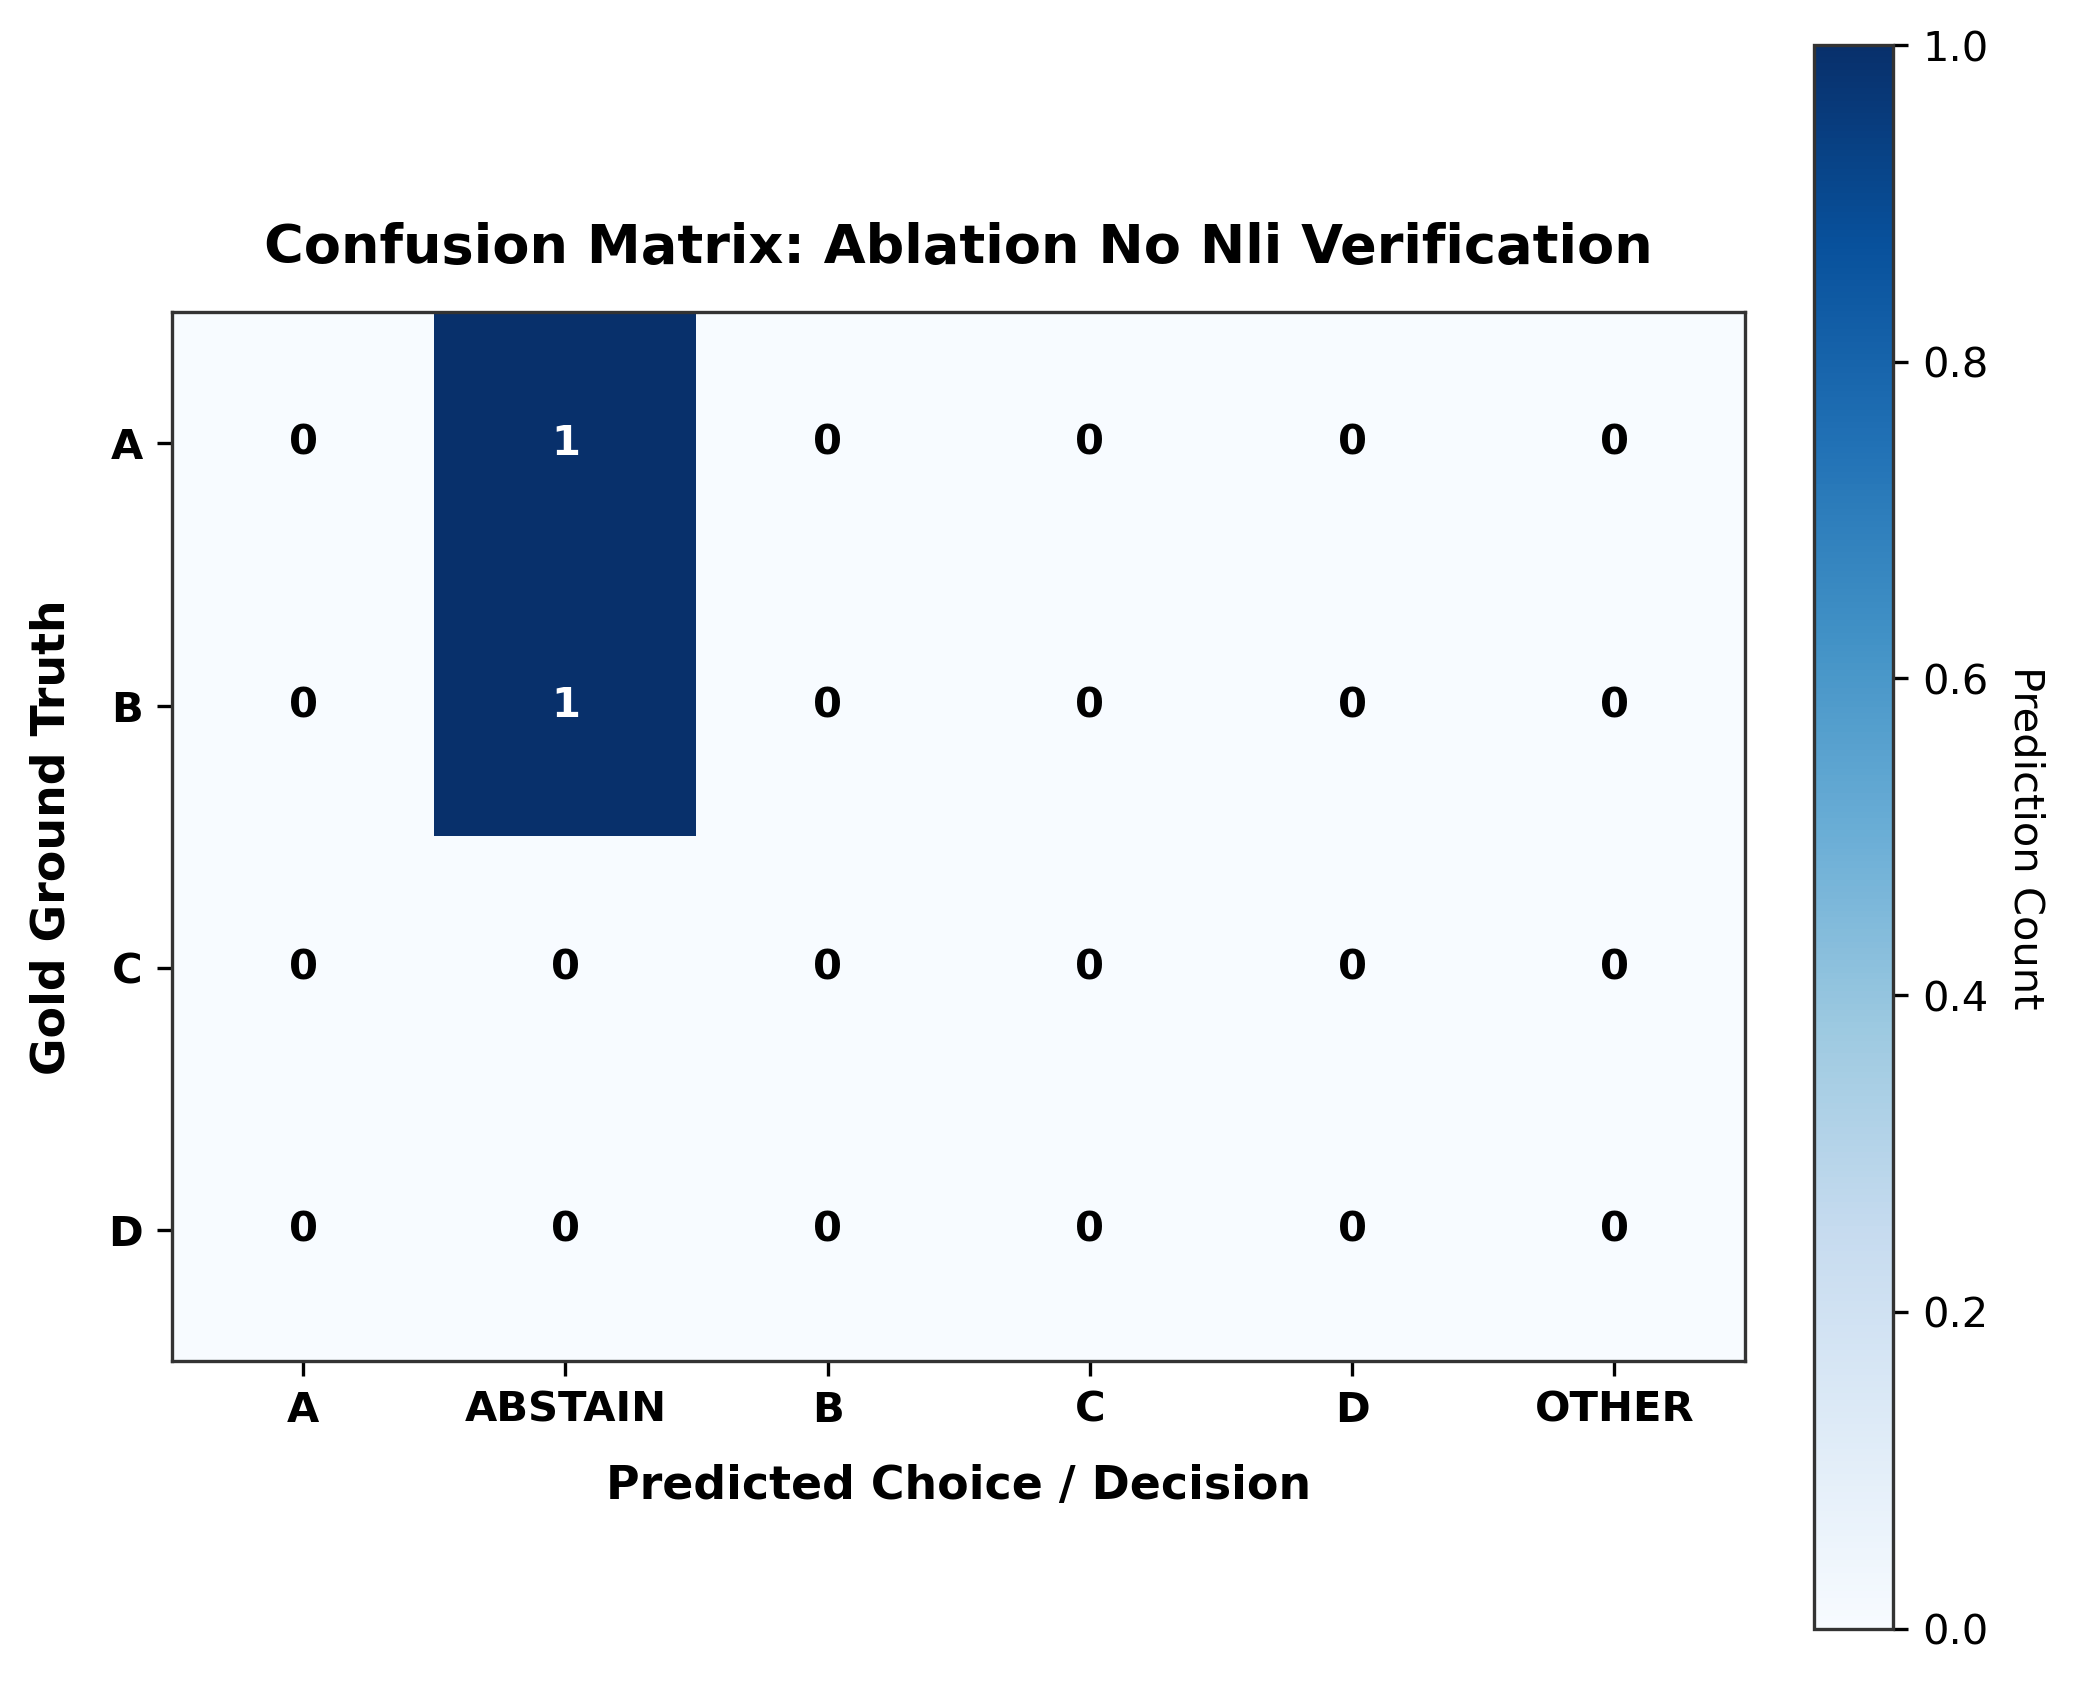 Confusion Matrix: Ablation No Nli Verification
Gold Ground Truth
A 0 1 0 0 0 0
B 0 1 0 0 0 0
C 0 0 0 0 0 0
D 0 0 0 0 0 0
A ABSTAIN B C D OTHER
Predicted Choice / Decision
1.0
0.8
0.6
0.4
0.2
0.0
Prediction Count